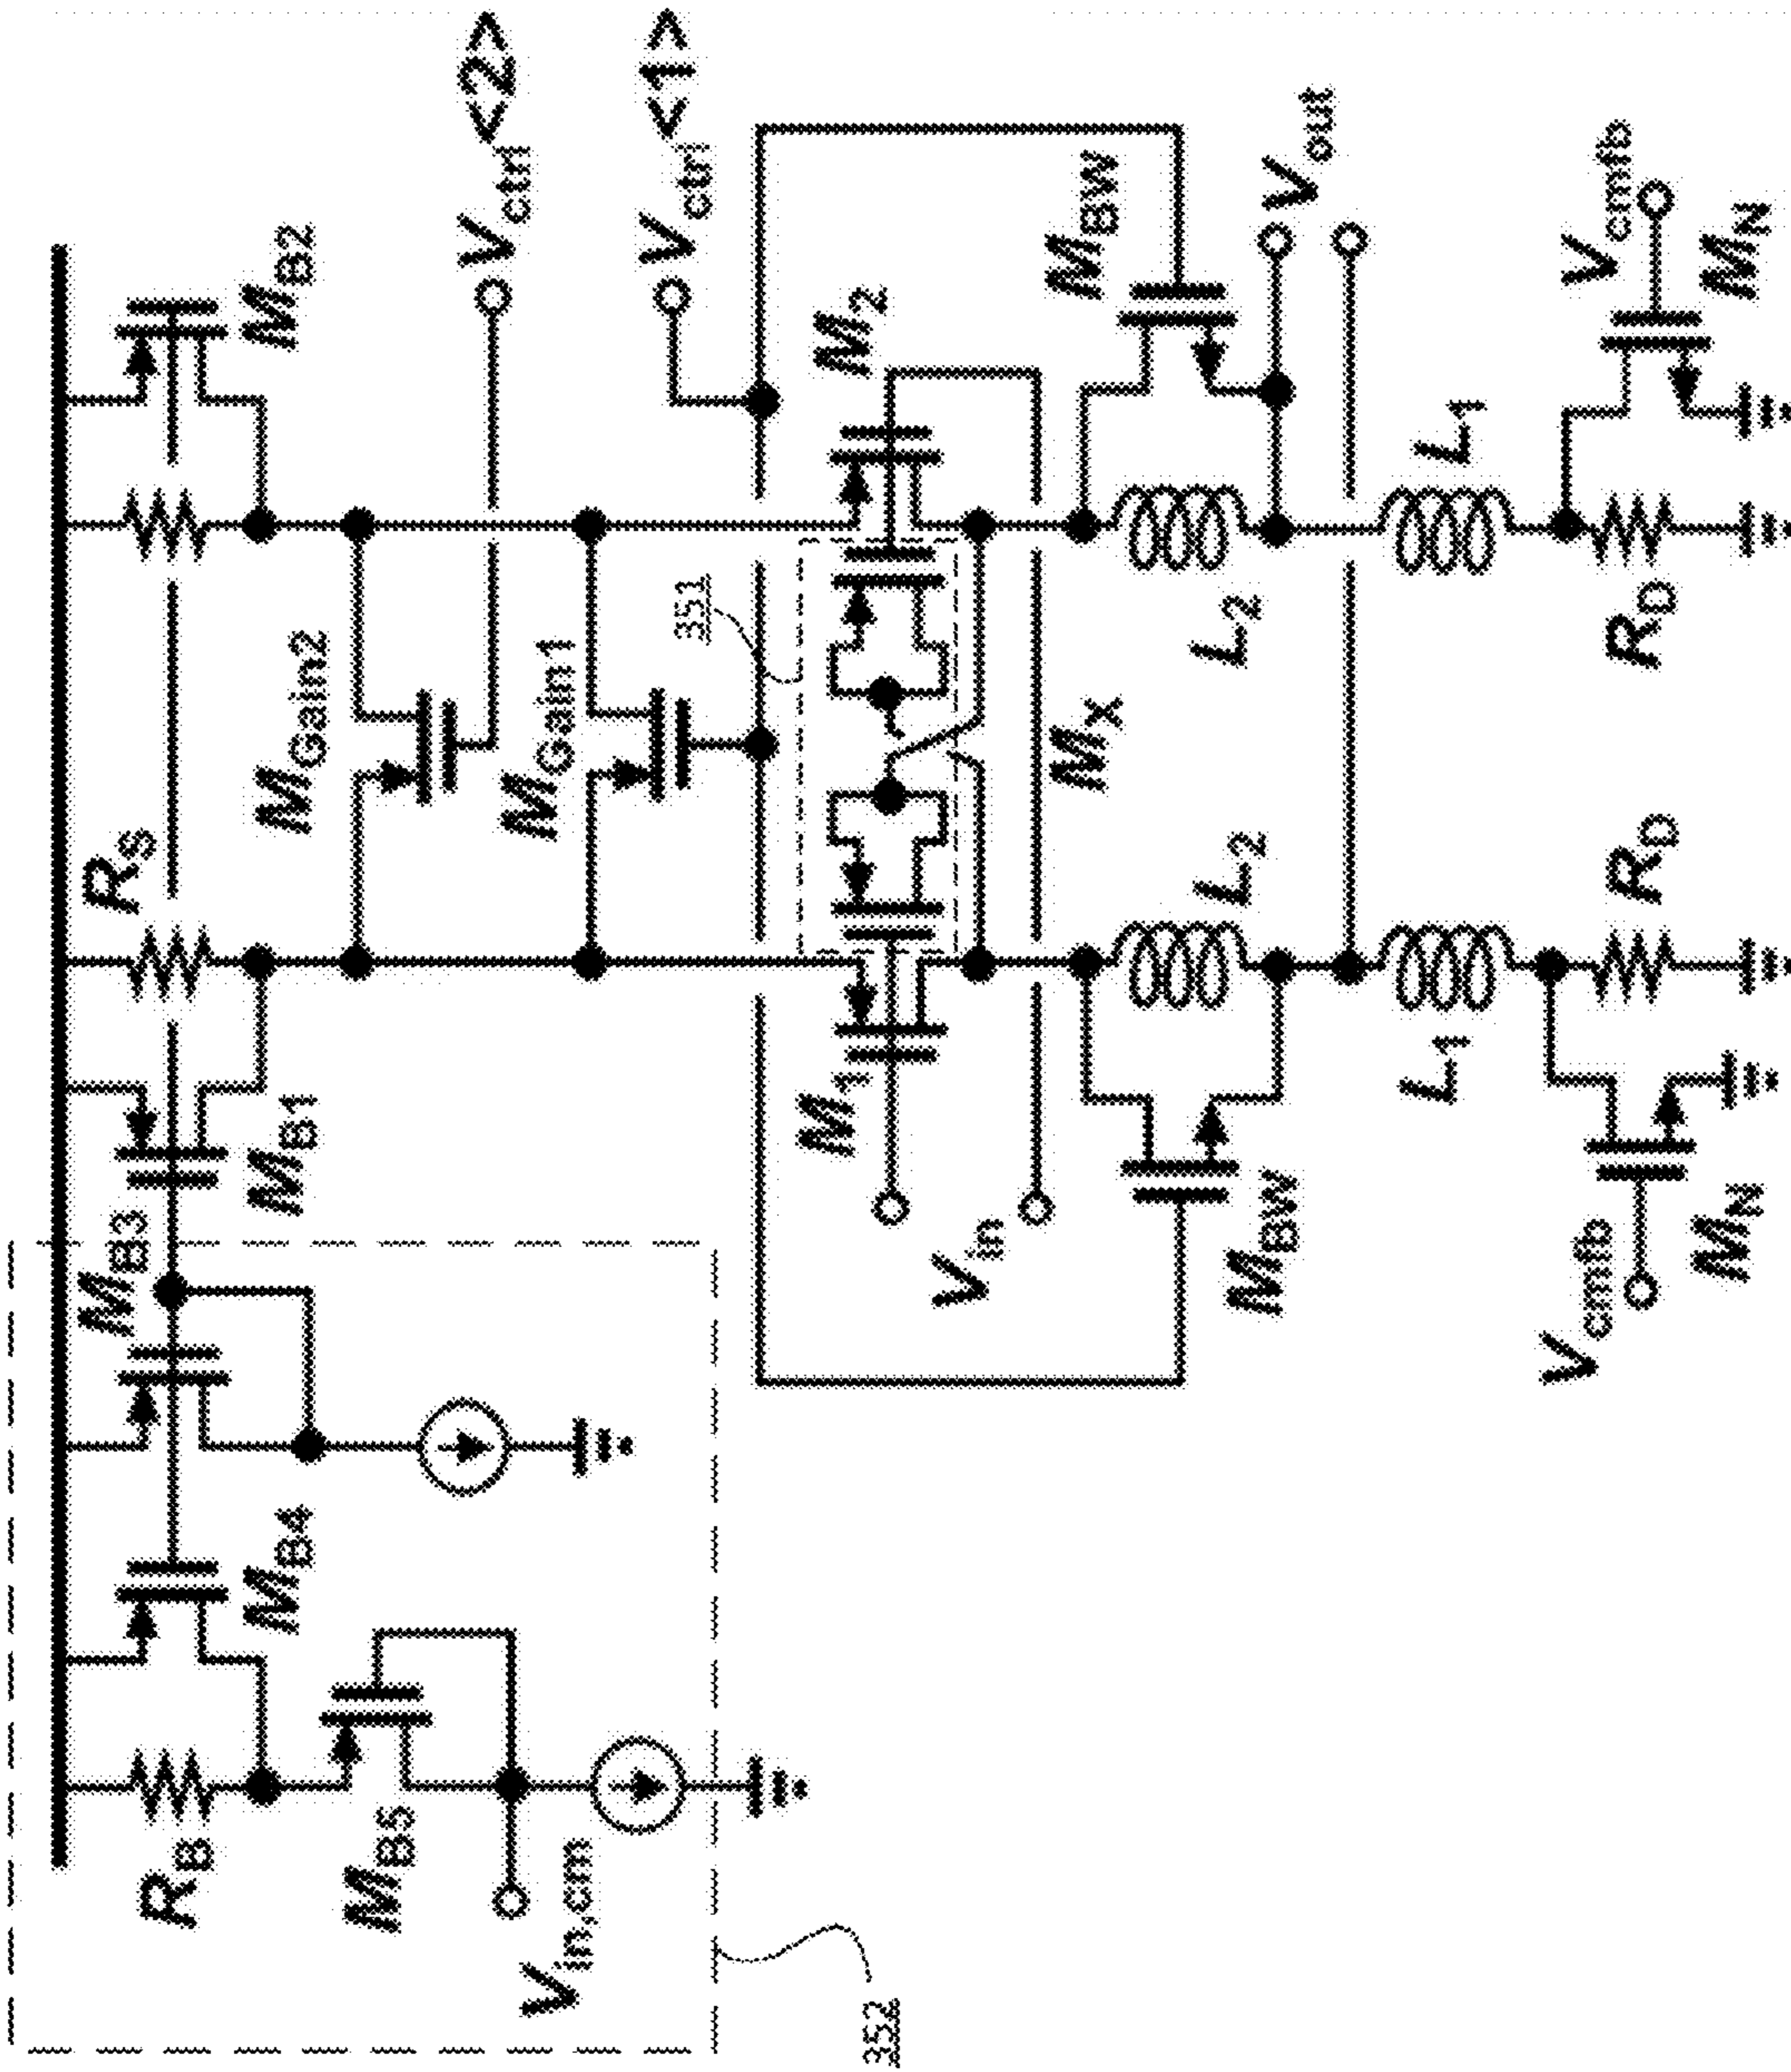 V_ctrl<2>
V_ctrl<1>
M_B2
R_S
M_B1
M_B3
M_B4
R_B
M_B5
V_in,cm
352
M_Gain2
M_Gain1
351
M_2
M_1
M_X
V_in
M_BW
M_BW
L_2
L_2
V_out
L_1
L_1
R_D
R_D
V_cmfb
M_N
V_cmfb
M_N